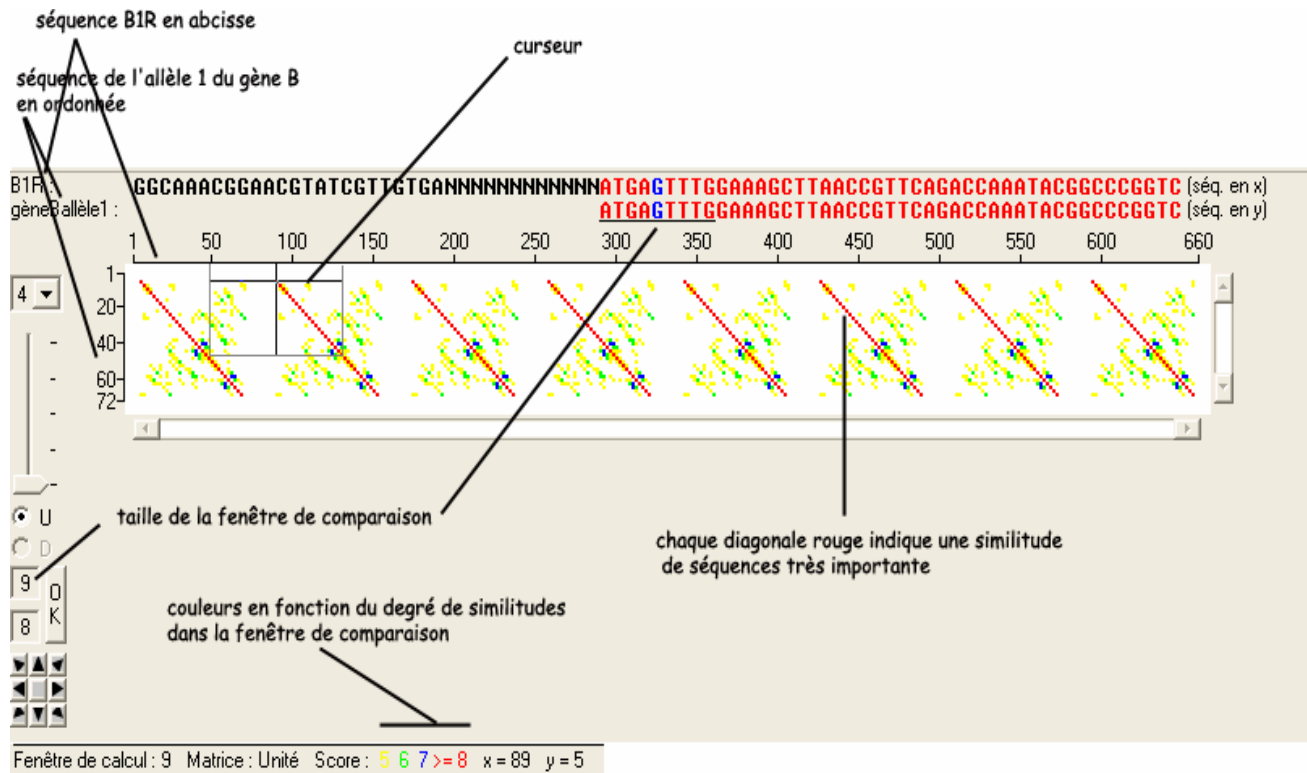 séquence B1R en abcisse
curseur
séquence de l'allèle 1 du gène B
en ordonnée
B1R :
GGCAAACGGAACGTATCGTTGTGANNNNNNNNNNNNATGAGTTTGGAAAGCTTAACCGTTCAGACCAAATACGGCCCGGTC (séq. en x)
gèneBallèle1 :
ATGAGTTTGGAAAGCTTAACCGTTCAGACCAAATACGGCCCGGTC (séq. en y)
1 50 100 150 200 250 300 350 400 450 500 550 600 660
4
1
20
40
60
72
U
D
taille de la fenêtre de comparaison
chaque diagonale rouge indique une similitude
de séquences très importante
9
8
OK
couleurs en fonction du degré de similitudes
dans la fenêtre de comparaison
Fenêtre de calcul : 9 Matrice : Unité Score : 5 6 7 >= 8 x = 89 y = 5